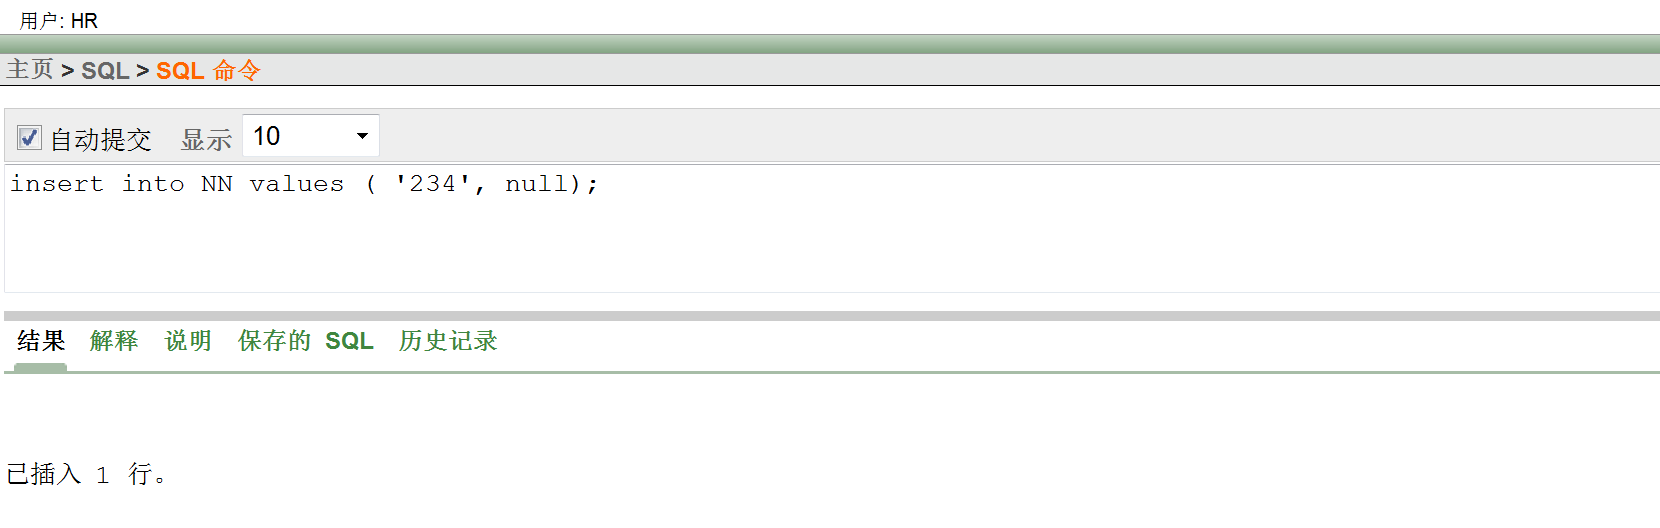 用户: HR
主页 > SQL > SQL 命令
自动提交 显示 10
insert into NN values ( '234', null);
结果 解释 说明 保存的 SQL 历史记录
已插入 1 行。